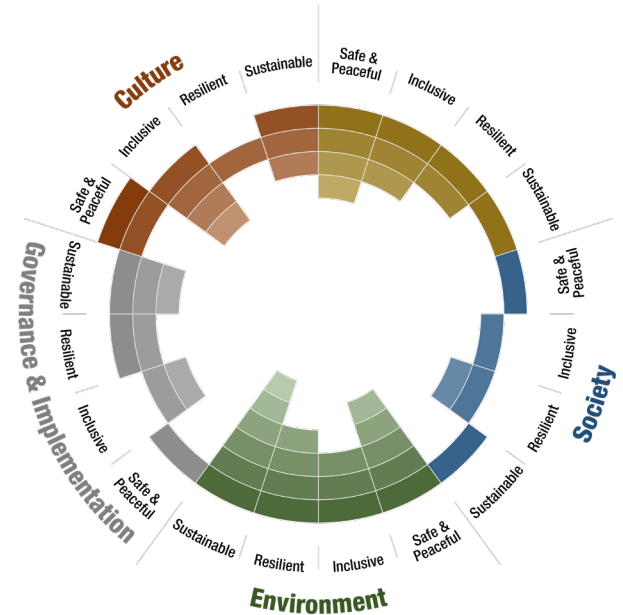 Culture
Safe &
Peaceful
Inclusive
Resilient
Sustainable
Safe &
Peaceful
Inclusive
Resilient
Sustainable
Society
Safe &
Peaceful
Inclusive
Resilient
Sustainable
Environment
Safe &
Peaceful
Inclusive
Resilient
Sustainable
Governance & Implementation
Safe &
Peaceful
Inclusive
Resilient
Sustainable